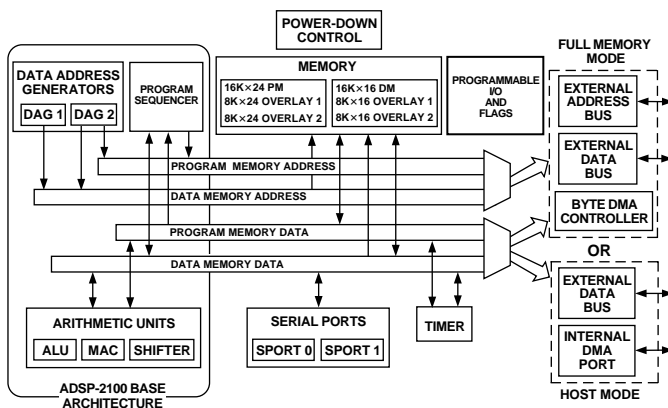 POWER-DOWN
CONTROL
FULL MEMORY
MODE
DATA ADDRESS
GENERATORS
DAG 1
DAG 2
PROGRAM
SEQUENCER
MEMORY
16K×24 PM
8K×24 OVERLAY 1
8K×24 OVERLAY 2
16K×16 DM
8K×16 OVERLAY 1
8K×16 OVERLAY 2
PROGRAMMABLE
I/O
AND
FLAGS
EXTERNAL
ADDRESS
BUS
EXTERNAL
DATA
BUS
BYTE DMA
CONTROLLER
PROGRAM MEMORY ADDRESS
DATA MEMORY ADDRESS
PROGRAM MEMORY DATA
DATA MEMORY DATA
OR
EXTERNAL
DATA
BUS
INTERNAL
DMA
PORT
HOST MODE
ARITHMETIC UNITS
ALU
MAC
SHIFTER
SERIAL PORTS
SPORT 0
SPORT 1
TIMER
ADSP-2100 BASE
ARCHITECTURE